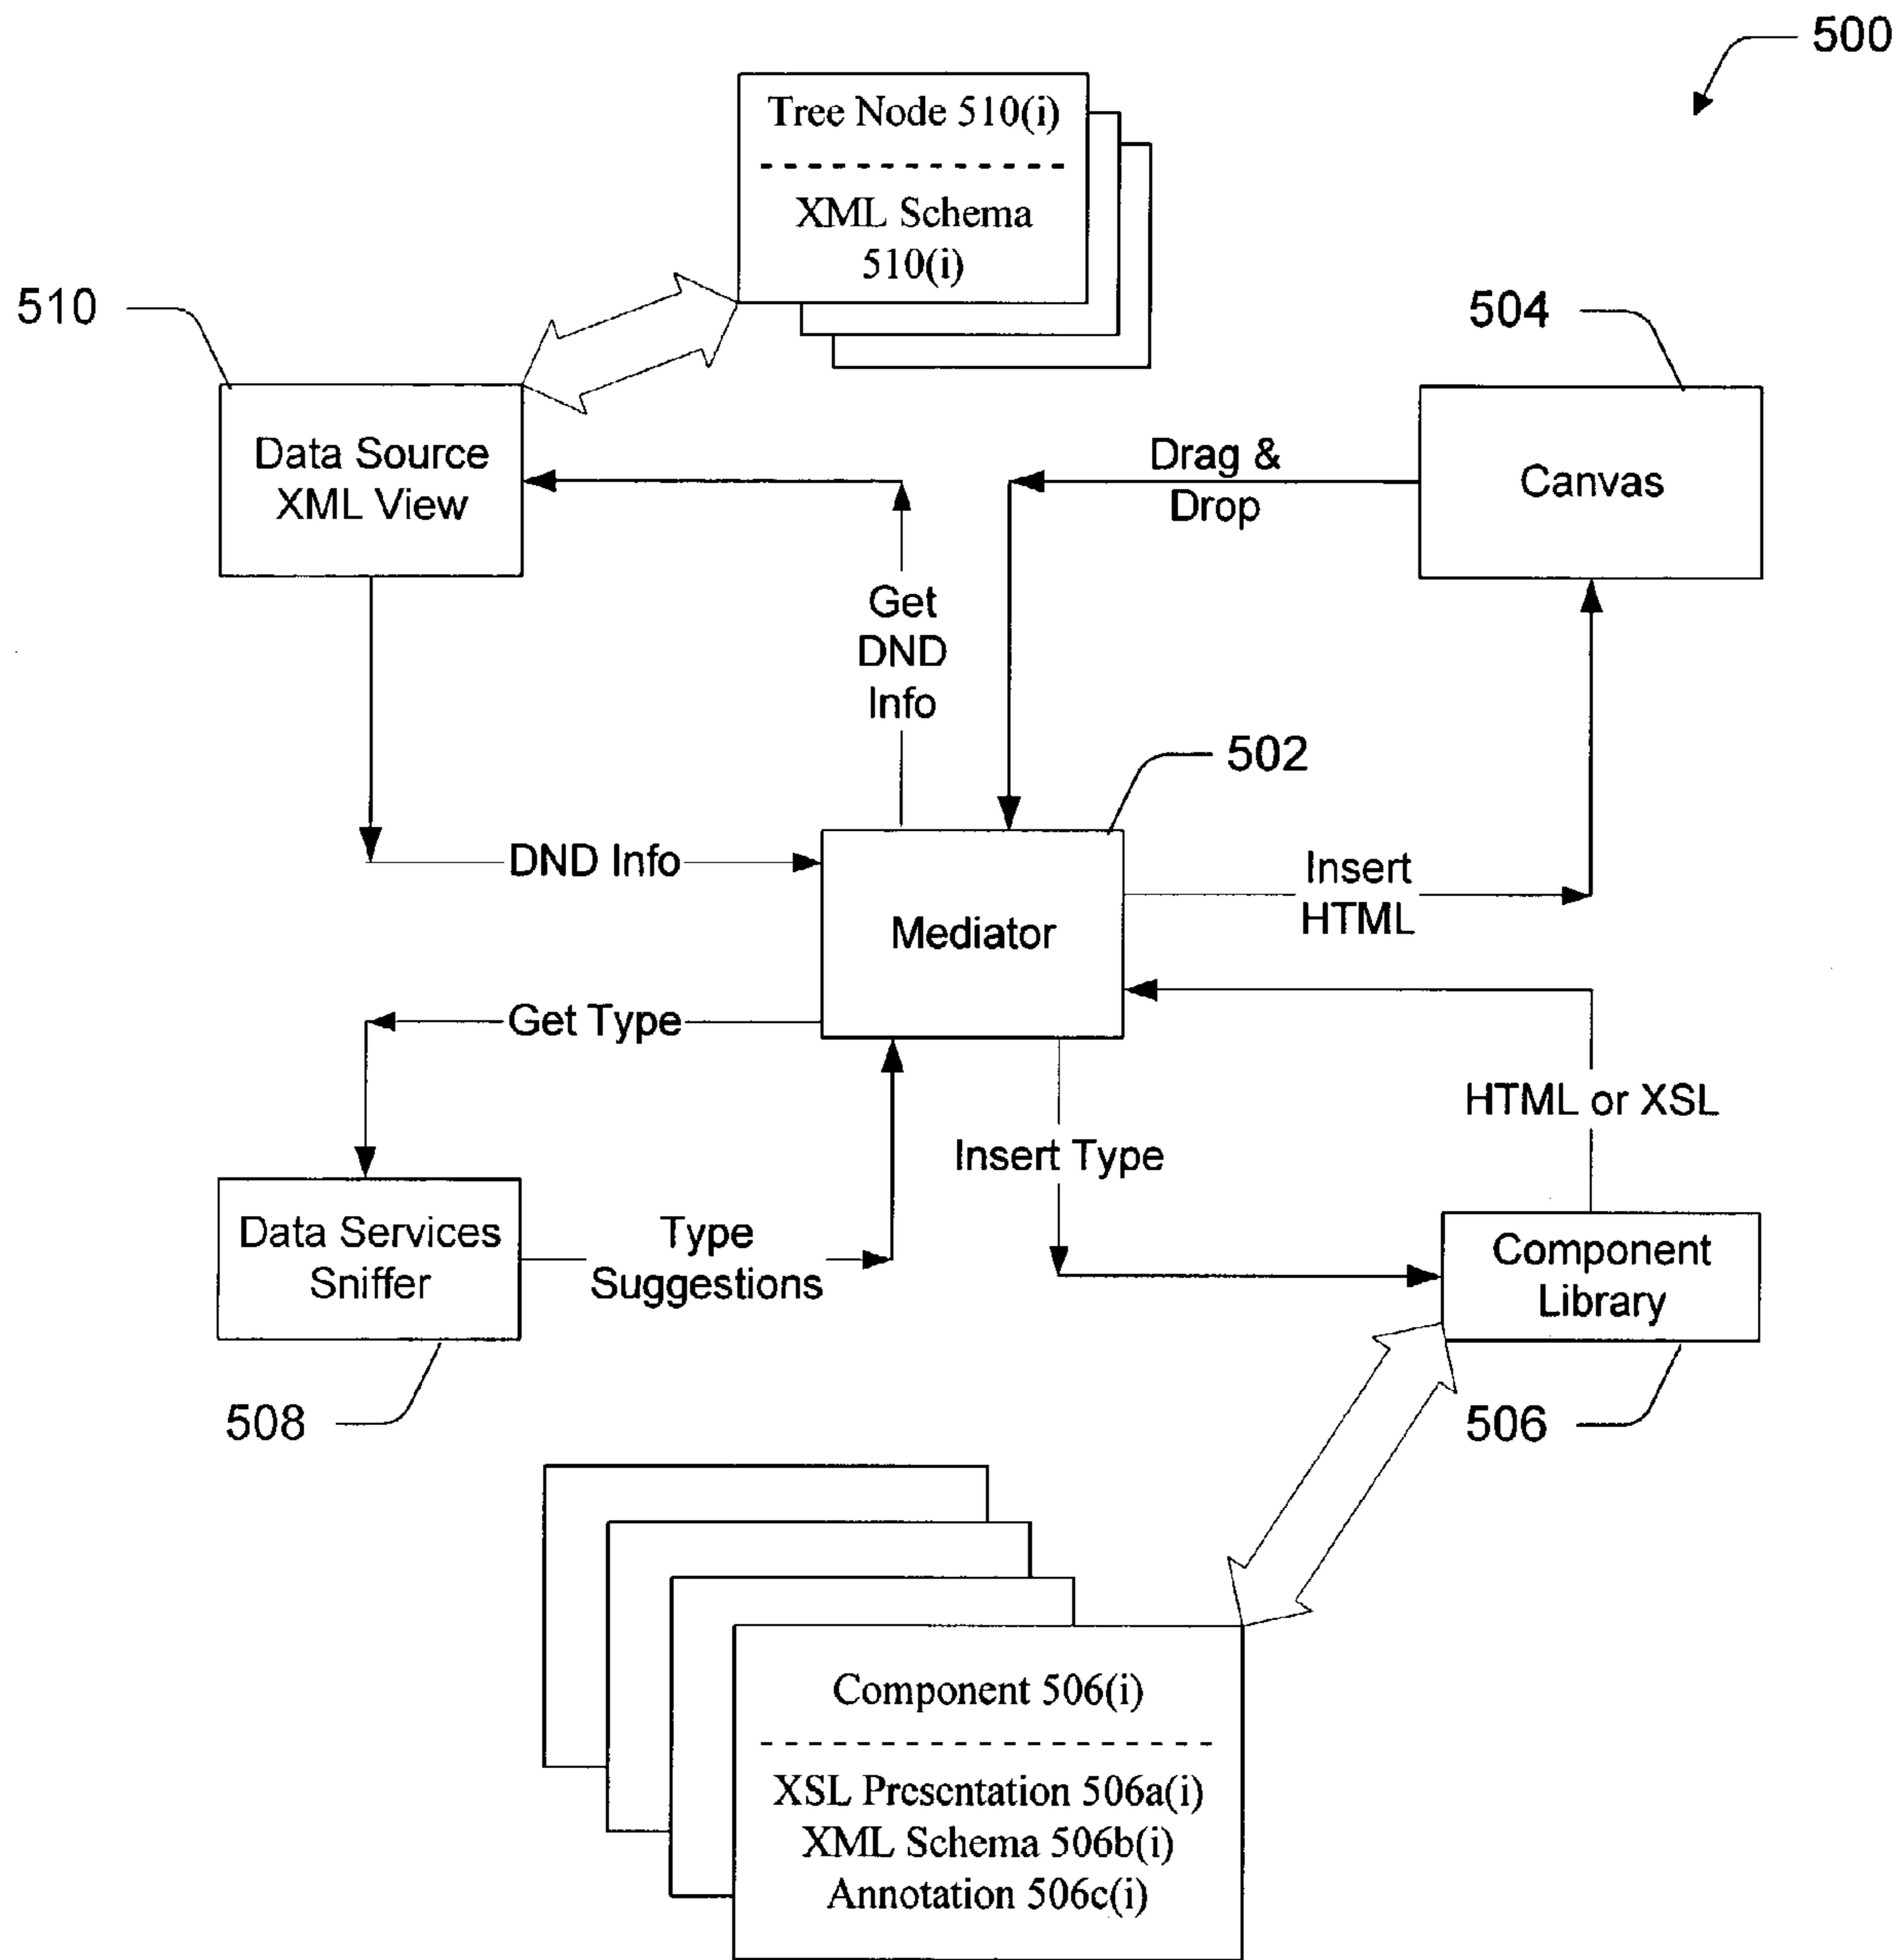 500
Tree Node 510(i)
XML Schema
510(i)
510
504
Data Source
XML View
Drag &
Drop
Canvas
Get
DND
Info
502
DND Info
Insert
HTML
Mediator
Get Type
HTML or XSL
Insert Type
Data Services
Sniffer
Type
Suggestions
Component
Library
508
506
Component 506(i)
XSL Presentation 506a(i)
XML Schema 506b(i)
Annotation 506c(i)